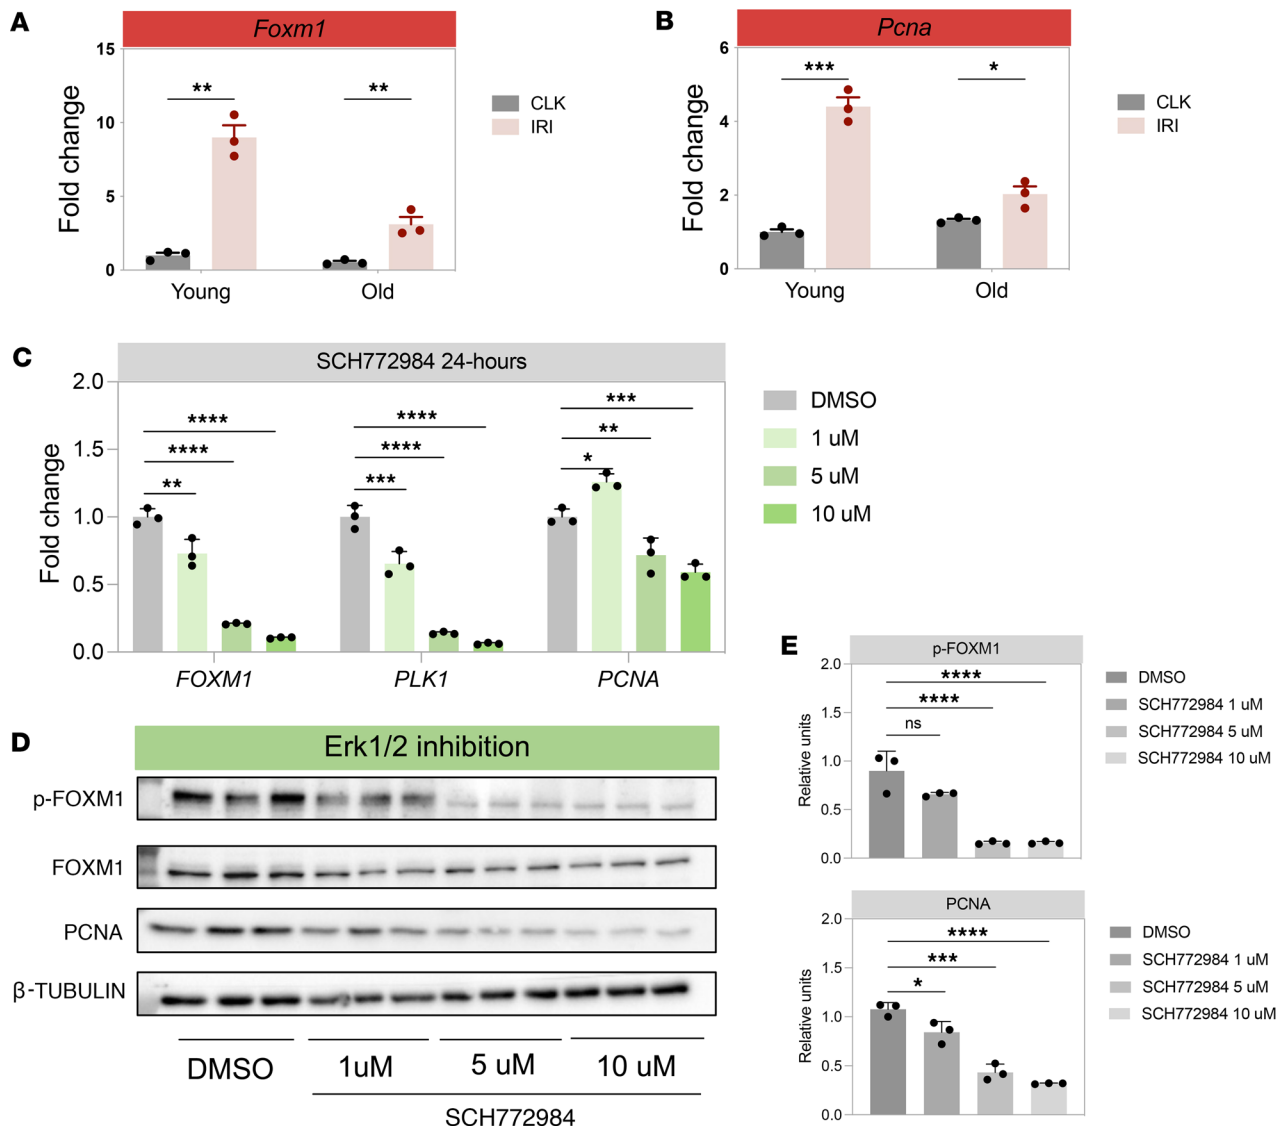 A
Foxm1
Fold change
15
10
5
0
**
**
Young
Old
CLK
IRI
B
Pcna
Fold change
6
4
2
0
***
*
Young
Old
CLK
IRI
C
SCH772984 24-hours
Fold change
2.0
1.5
1.0
0.5
0.0
****
****
**
****
****
***
***
**
*
FOXM1
PLK1
PCNA
DMSO
1 uM
5 uM
10 uM
D
Erk1/2 inhibition
p-FOXM1
FOXM1
PCNA
β-TUBULIN
DMSO
1uM
5 uM
10 uM
SCH772984
E
p-FOXM1
Relative units
2.0
1.5
1.0
0.5
0.0
****
****
ns
DMSO
SCH772984 1 uM
SCH772984 5 uM
SCH772984 10 uM
PCNA
Relative units
2.0
1.5
1.0
0.5
0.0
****
***
*
DMSO
SCH772984 1 uM
SCH772984 5 uM
SCH772984 10 uM